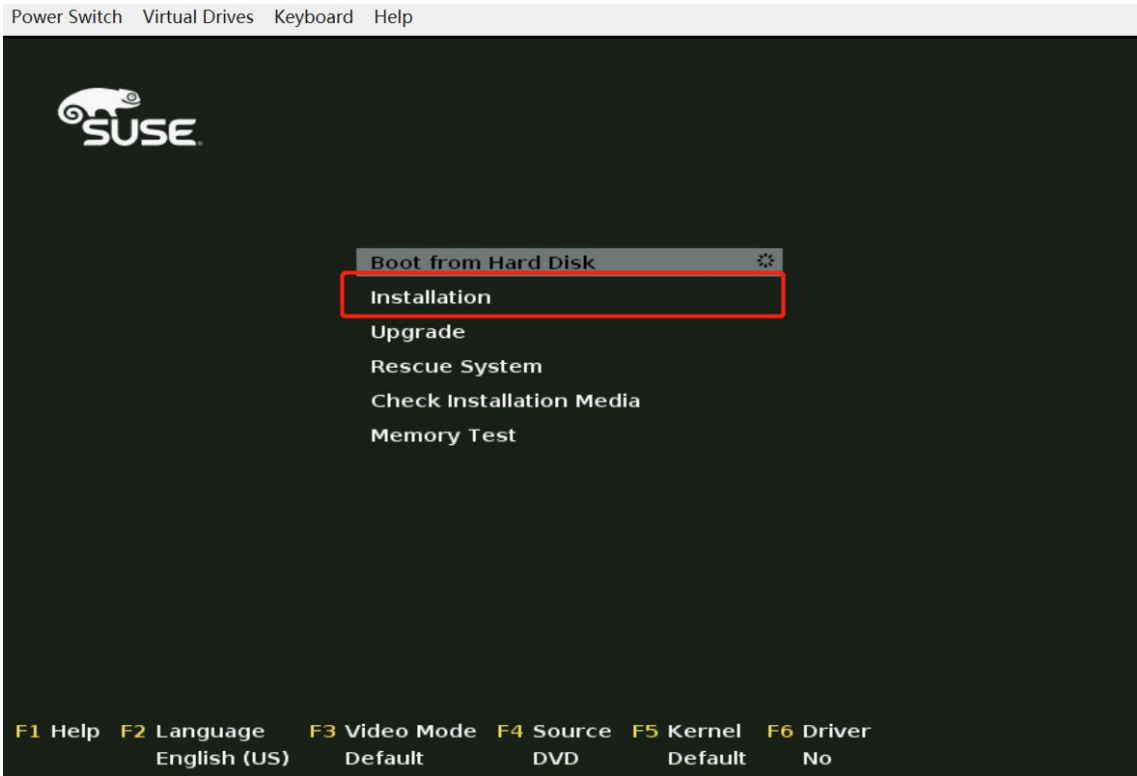 Power Switch Virtual Drives Keyboard Help
SUSE.
Boot from Hard Disk
Installation
Upgrade
Rescue System
Check Installation Media
Memory Test
F1 Help F2 Language F3 Video Mode F4 Source F5 Kernel F6 Driver
English (US) Default DVD Default No